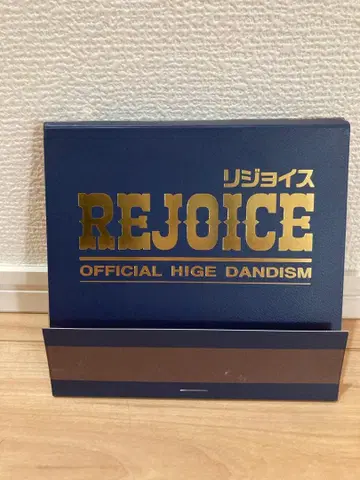 リジョイス
REJOICE
OFFICIAL HIGE DANDISM